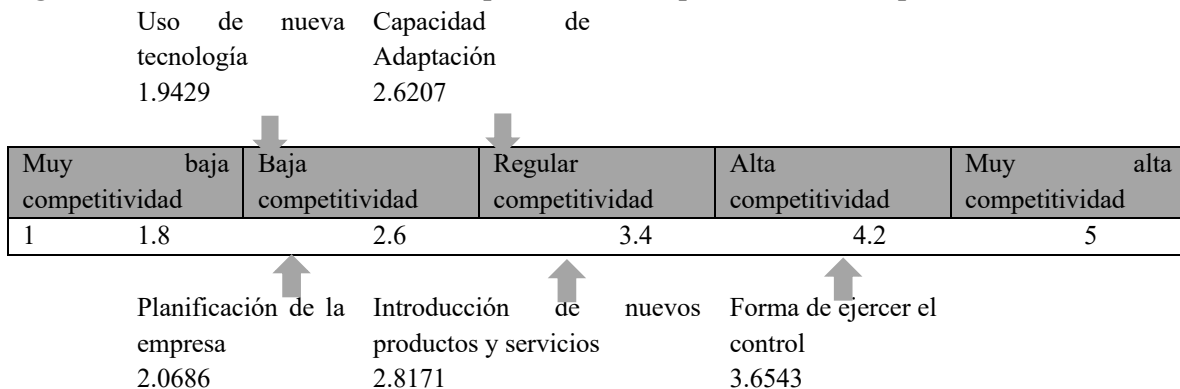 Uso de nueva Capacidad de
tecnología Adaptación
1.9429 2.6207
Muy baja Baja Regular Alta Muy alta
competitividad competitividad competitividad competitividad competitividad
1 1.8 2.6 3.4 4.2 5
Planificación de la Introducción de nuevos Forma de ejercer el
empresa productos y servicios control
2.0686 2.8171 3.6543